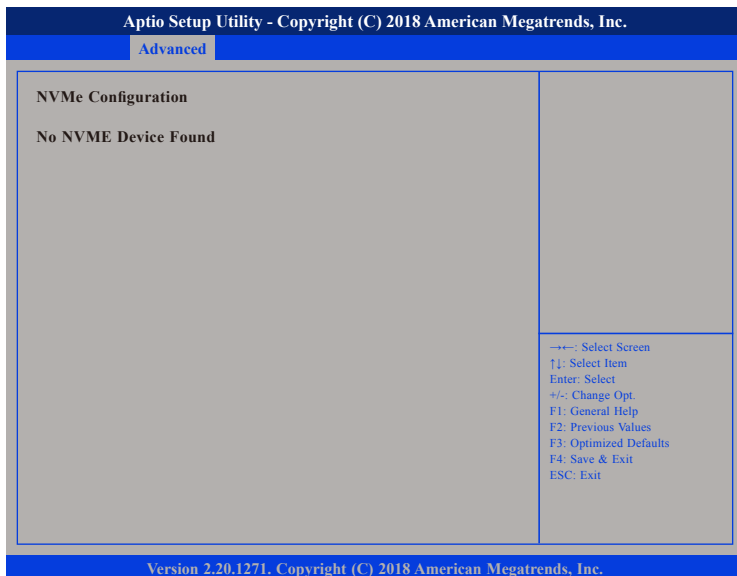 Aptio Setup Utility - Copyright (C) 2018 American Megatrends, Inc.
Advanced
NVMe Configuration
No NVME Device Found
→←: Select Screen
↑↓: Select Item
Enter: Select
+/-: Change Opt.
F1: General Help
F2: Previous Values
F3: Optimized Defaults
F4: Save & Exit
ESC: Exit
Version 2.20.1271. Copyright (C) 2018 American Megatrends, Inc.